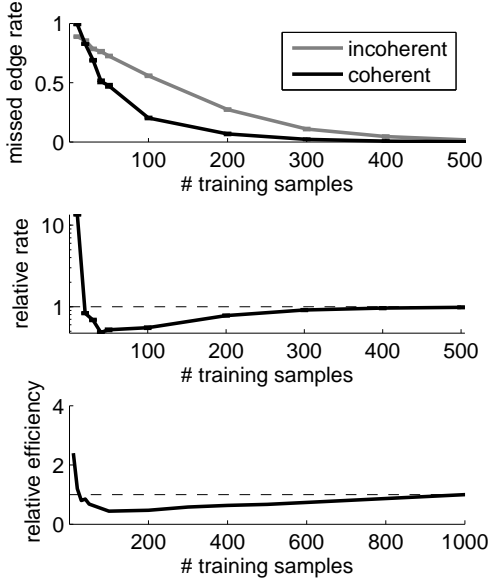 1
0.5
0
missed edge rate
incoherent
coherent
100 200 300 400 500
# training samples
10
1
relative rate
100 200 300 400 500
# training samples
4
2
0
relative efficiency
200 400 600 800 1000
# training samples